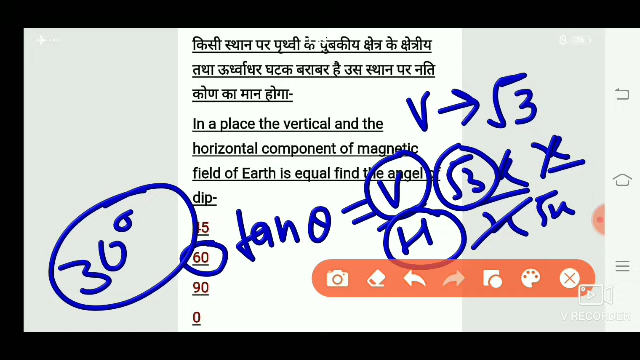 किसी स्थान पर पृथ्वी के चुंबकीय क्षेत्र के क्षेत्रीय
तथा ऊर्ध्वाधर घटक बराबर है उस स्थान पर नति
कोण का मान होगा-
V → √3
In a place the vertical and the
horizontal component of magnetic
field of Earth is equal find the angel of
dip-
tan θ = V
H
√3
30°
45
60
90
0
V RECORDER